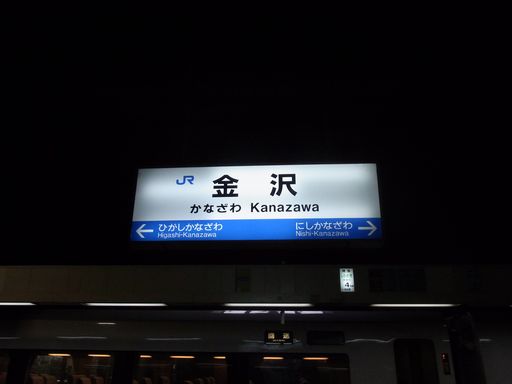 JR 金沢
かなざわ Kanazawa
ひがしかなざわ にしかなざわ
Higashi-Kanazawa Nishi-Kanazawa
4